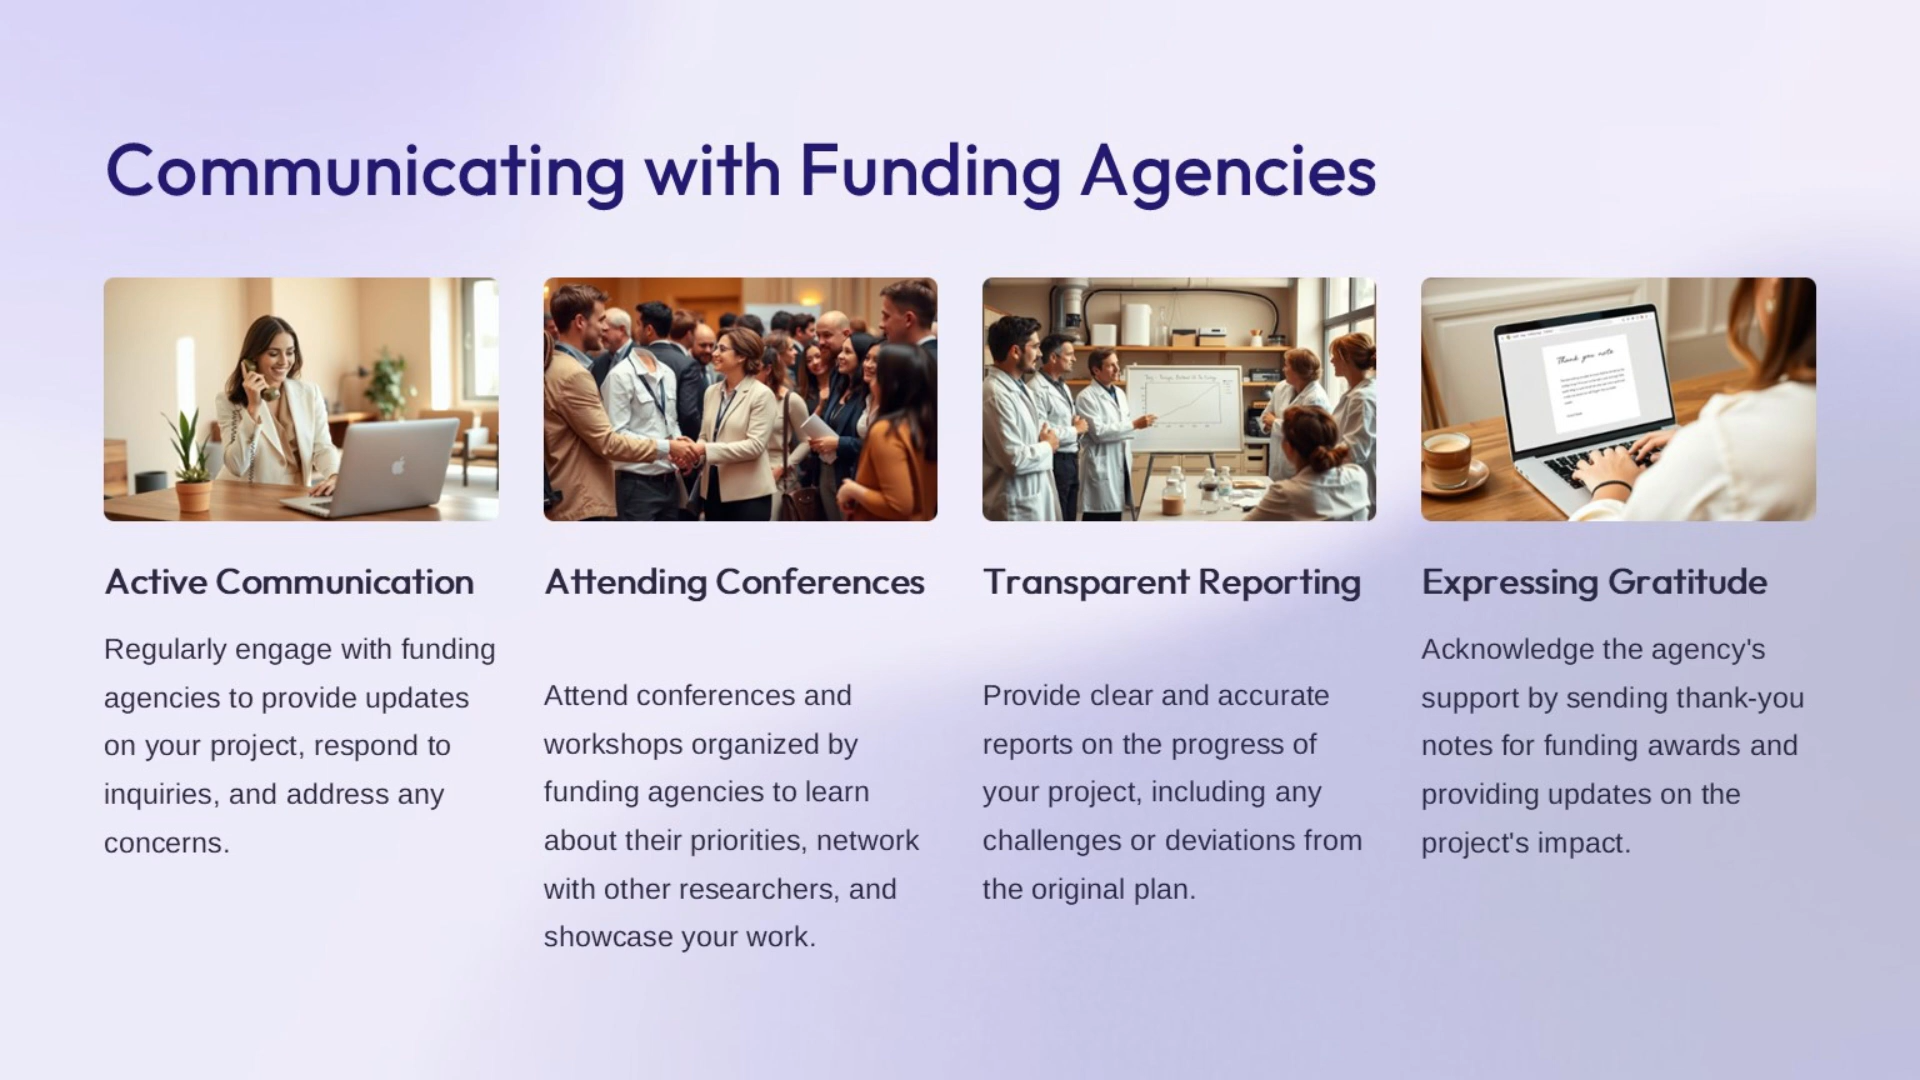 Communicating with Funding Agencies
Thank you note
Active Communication
Regularly engage with funding
agencies to provide updates
on your project, respond to
inquiries, and address any
concerns.
Attending Conferences
Attend conferences and
workshops organized by
funding agencies to learn
about their priorities, network
with other researchers, and
showcase your work.
Transparent Reporting
Provide clear and accurate
reports on the progress of
your project, including any
challenges or deviations from
the original plan.
Expressing Gratitude
Acknowledge the agency's
support by sending thank-you
notes for funding awards and
providing updates on the
project's impact.